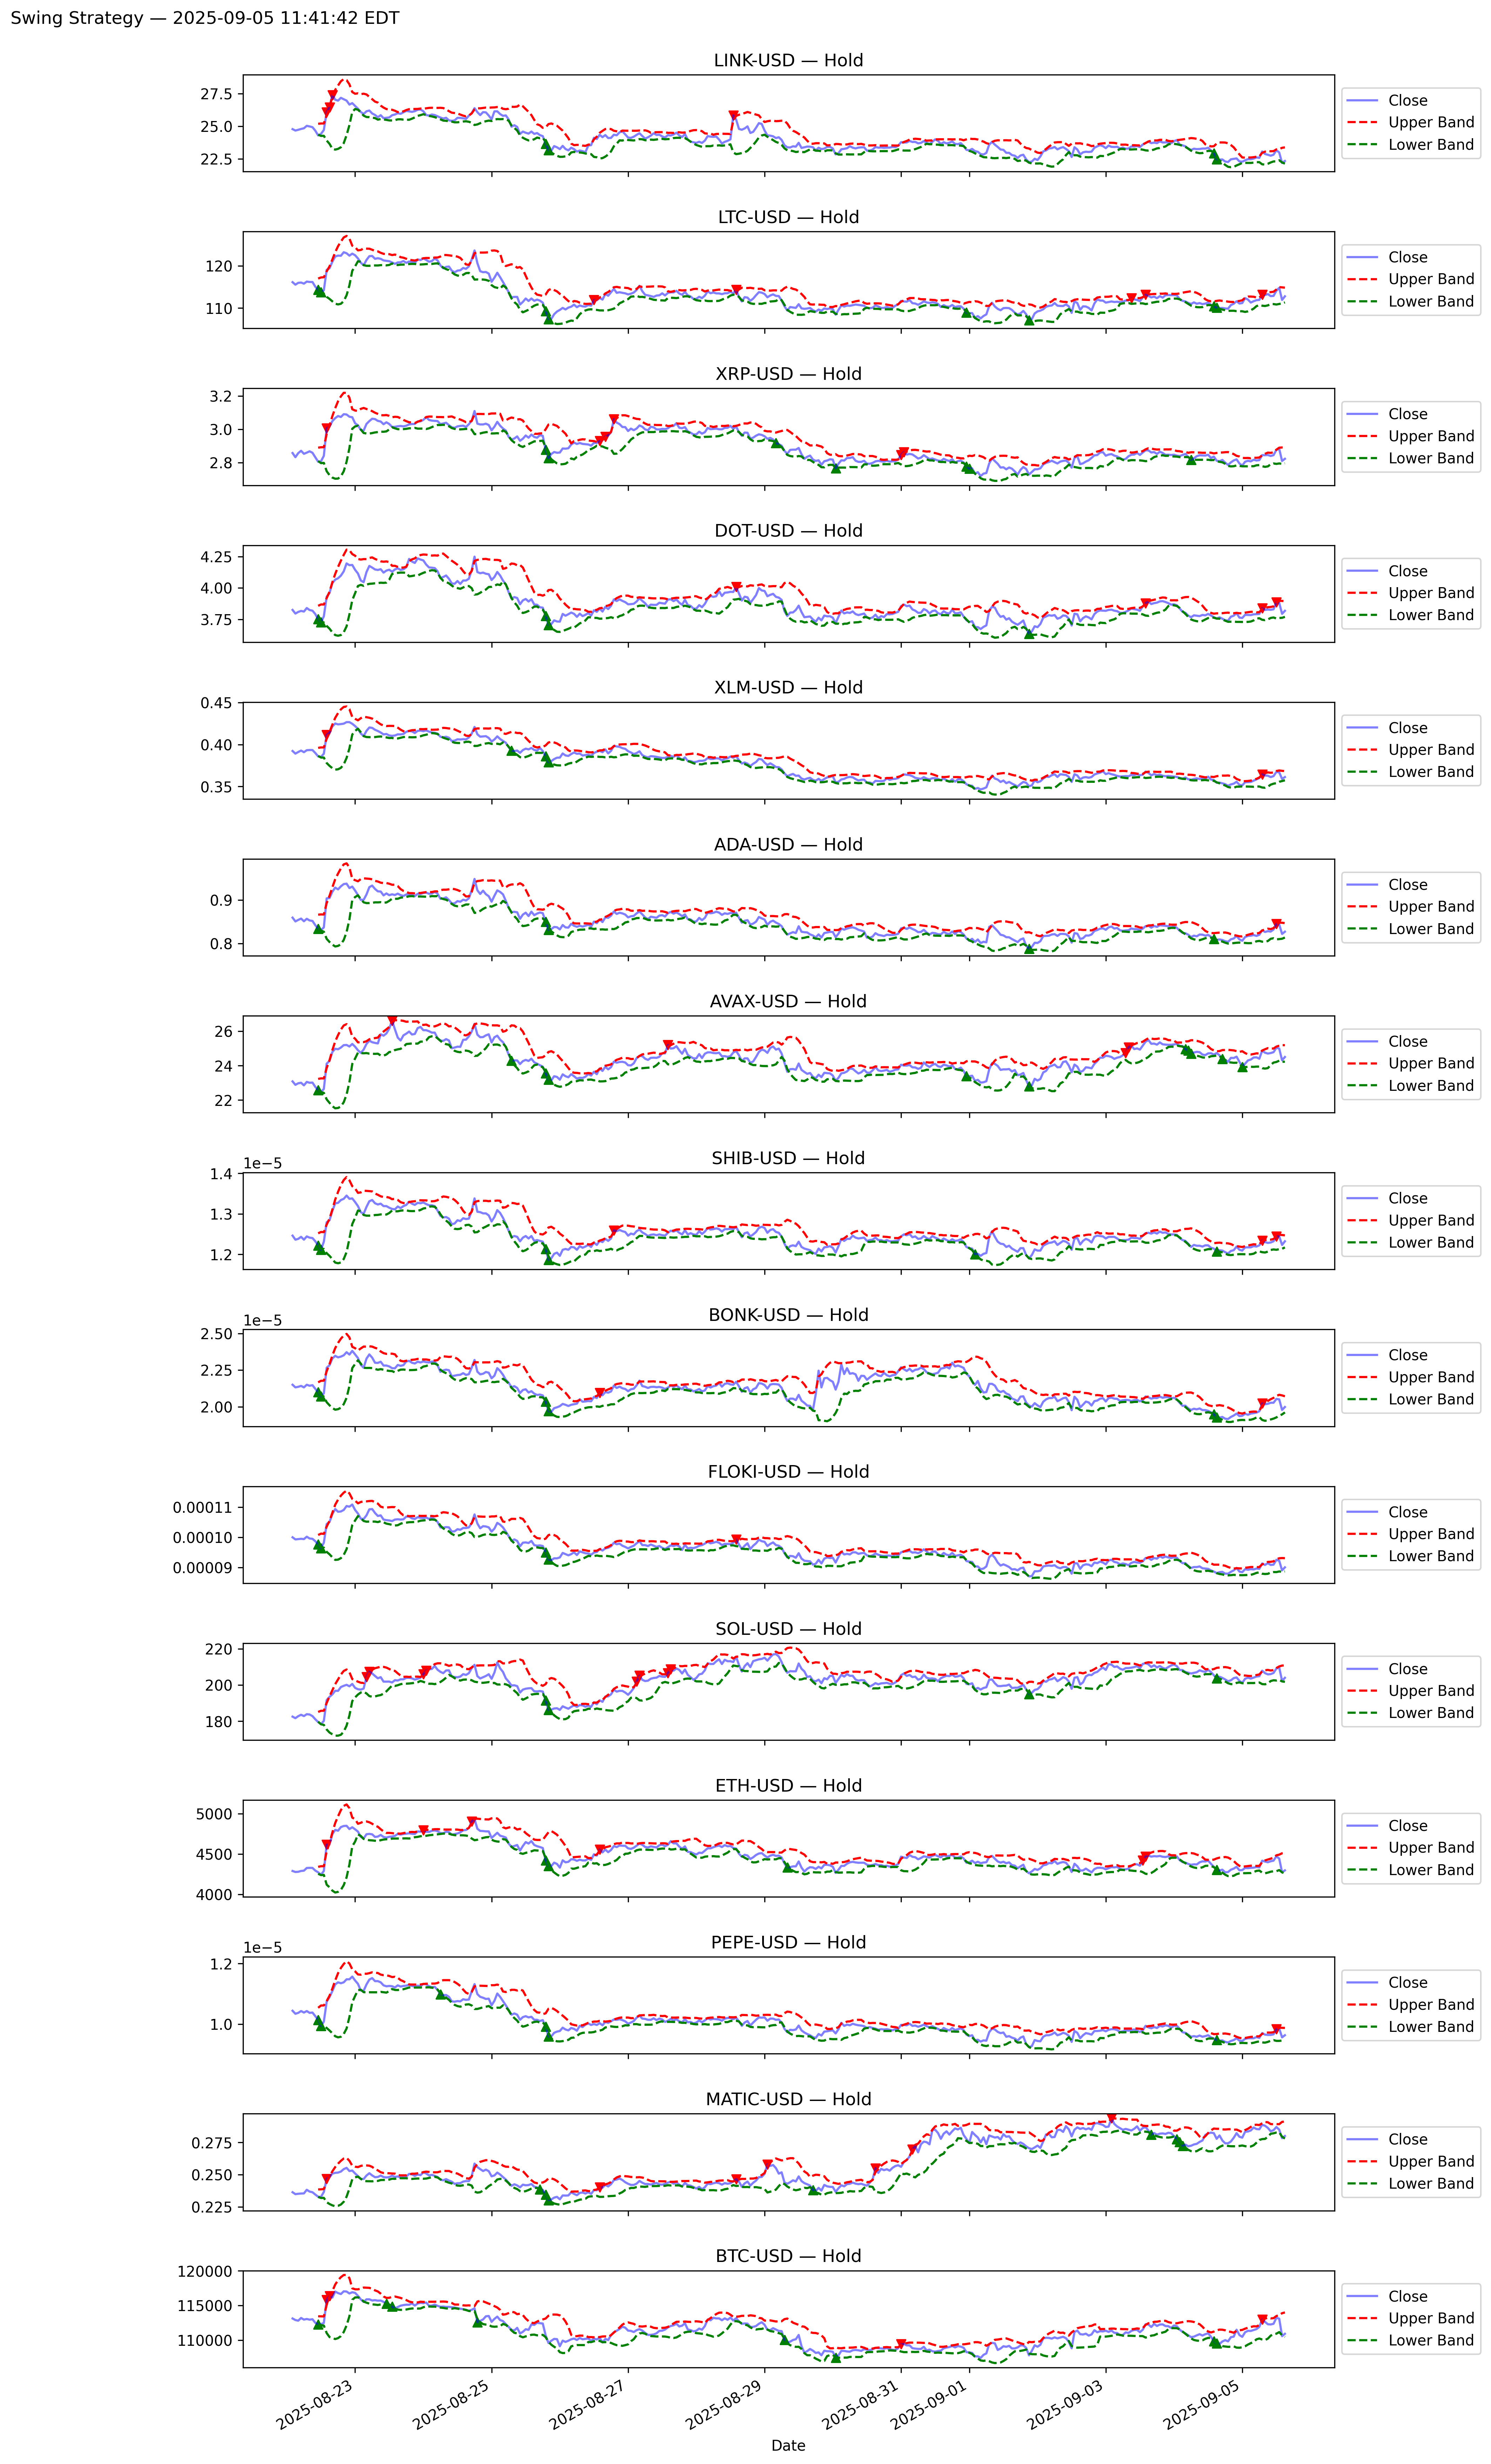 Swing Strategy — 2025-09-05 11:41:42 EDT
LINK-USD — Hold
27.5
25.0
22.5
Close
Upper Band
Lower Band
LTC-USD — Hold
120
110
Close
Upper Band
Lower Band
XRP-USD — Hold
3.2
3.0
2.8
Close
Upper Band
Lower Band
DOT-USD — Hold
4.25
4.00
3.75
Close
Upper Band
Lower Band
XLM-USD — Hold
0.45
0.40
0.35
Close
Upper Band
Lower Band
ADA-USD — Hold
0.9
0.8
Close
Upper Band
Lower Band
AVAX-USD — Hold
26
24
22
Close
Upper Band
Lower Band
SHIB-USD — Hold
1e−5
1.4
1.3
1.2
Close
Upper Band
Lower Band
BONK-USD — Hold
1e−5
2.50
2.25
2.00
Close
Upper Band
Lower Band
FLOKI-USD — Hold
0.00011
0.00010
0.00009
Close
Upper Band
Lower Band
SOL-USD — Hold
220
200
180
Close
Upper Band
Lower Band
ETH-USD — Hold
5000
4500
4000
Close
Upper Band
Lower Band
PEPE-USD — Hold
1e−5
1.2
1.0
Close
Upper Band
Lower Band
MATIC-USD — Hold
0.275
0.250
0.225
Close
Upper Band
Lower Band
BTC-USD — Hold
120000
115000
110000
Close
Upper Band
Lower Band
2025-08-23
2025-08-25
2025-08-27
2025-08-29
2025-08-31
2025-09-01
2025-09-03
2025-09-05
Date